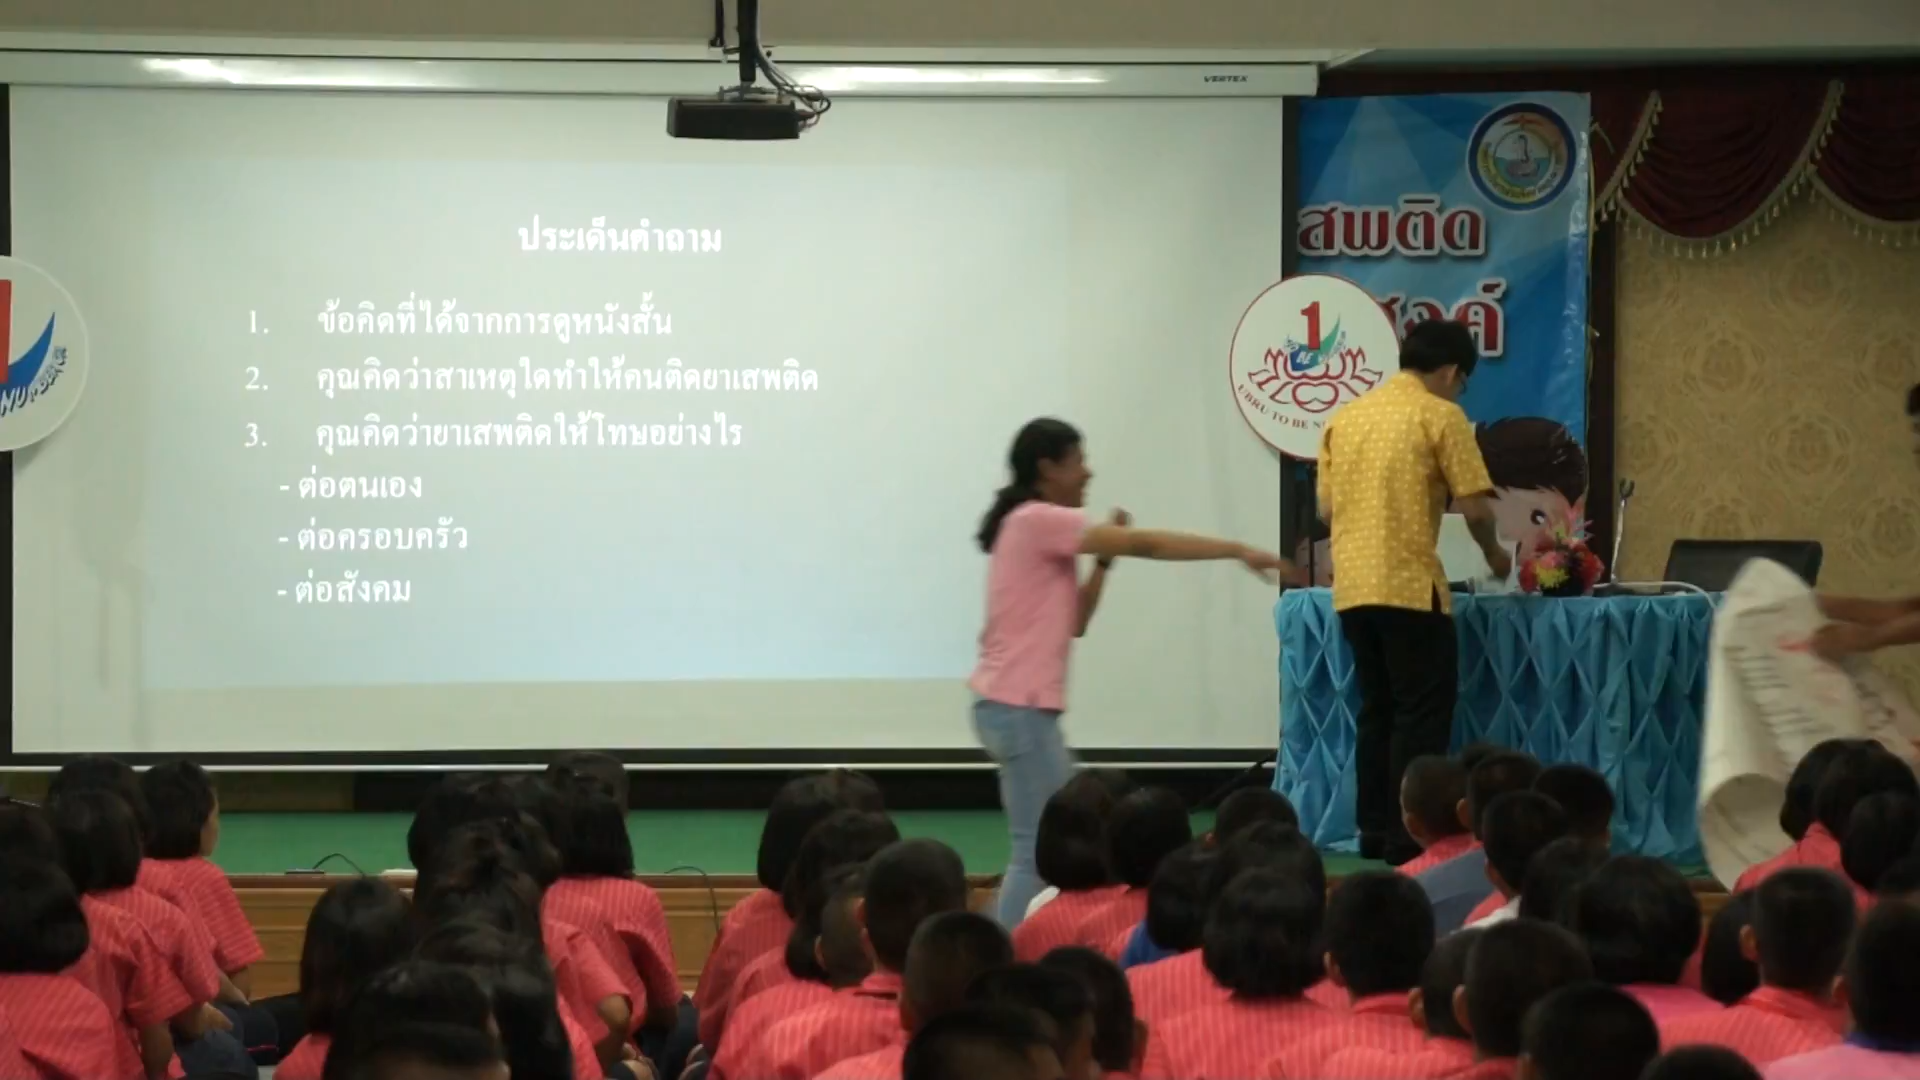 VERTEX
ประเด็นคำถาม
1. ข้อคิดที่ได้จากการดูหนังสั้น
2. คุณคิดว่าสาเหตุใดทำให้คนติดยาเสพติด
3. คุณคิดว่ายาเสพติดให้โทษอย่างไร
- ต่อตนเอง
- ต่อครอบครัว
- ต่อสังคม
สพติด
1
BE
UBRU TO BE
NUMBER